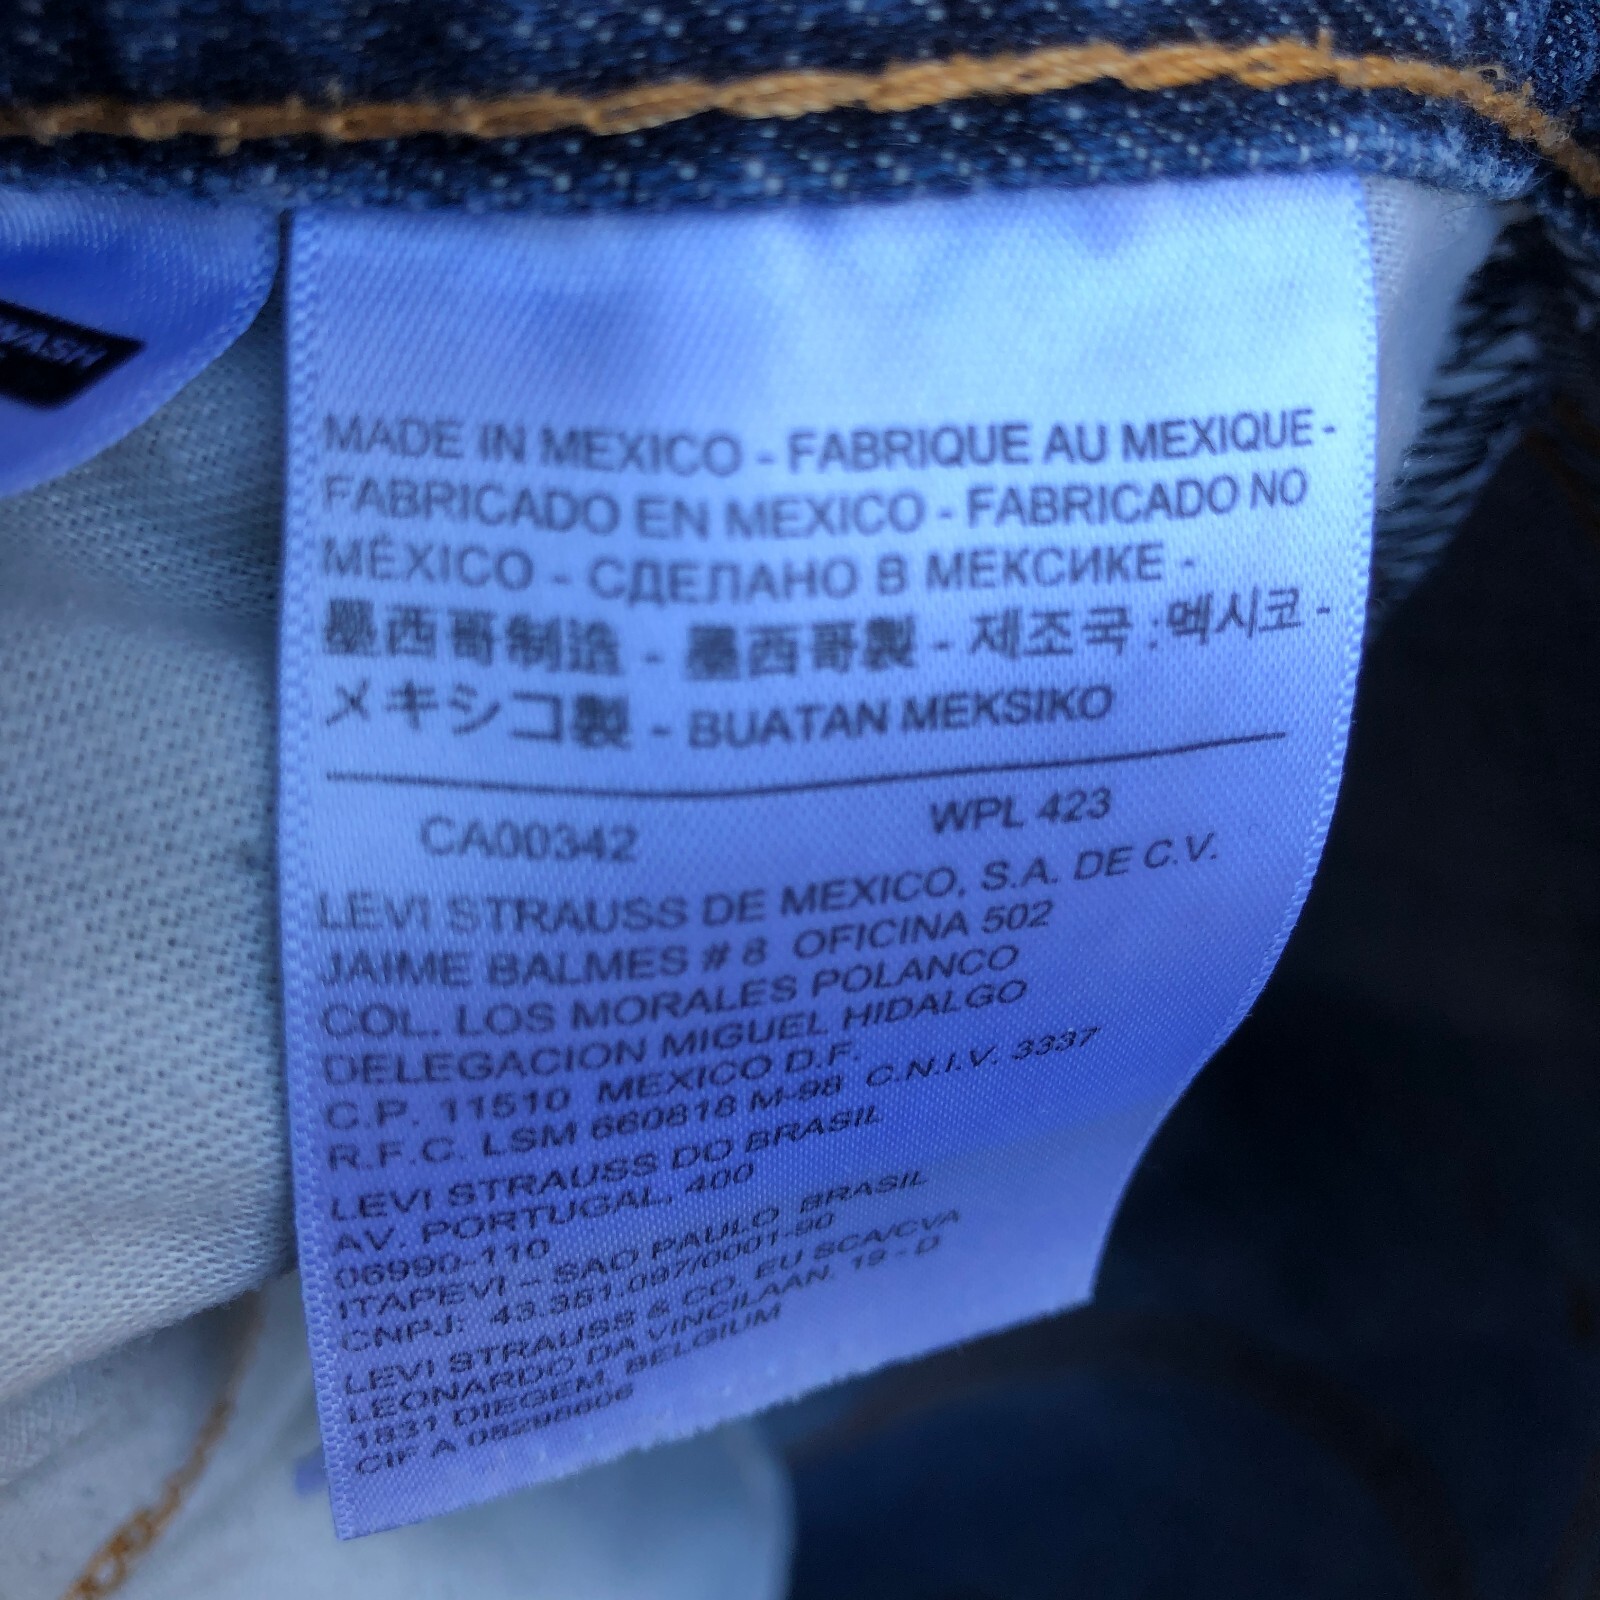 WASH
MADE IN MEXICO - FABRIQUE AU MEXIQUE -
FABRICADO EN MEXICO - FABRICADO NO
MÉXICO - СДЕЛАНО В МЕКСИКЕ -
墨西哥制造 - 墨西哥製 - 제조국 : 멕시코 -
メキシコ製 - BUATAN MEKSIKO
CA00342 WPL 423
LEVI STRAUSS DE MEXICO, S.A. DE C.V.
JAIME BALMES # 8 OFICINA 502
COL. LOS MORALES POLANCO
DELEGACION MIGUEL HIDALGO
C.P. 11510 MEXICO D.F.
R.F.C. LSM 660818 M-98 C.N.I.V. 3337
LEVI STRAUSS DO BRASIL
AV. PORTUGAL, 400
06990-110
ITAPEVI – SAO PAULO BRASIL
CNPJ: 43.381.097/0001-90
LEVI STRAUSS & CO. EU SCA/CVA
LEONARDO DA VINCILAAN. 19 - D
1831 DIEGEM, BELGIUM
CIF A 08298606